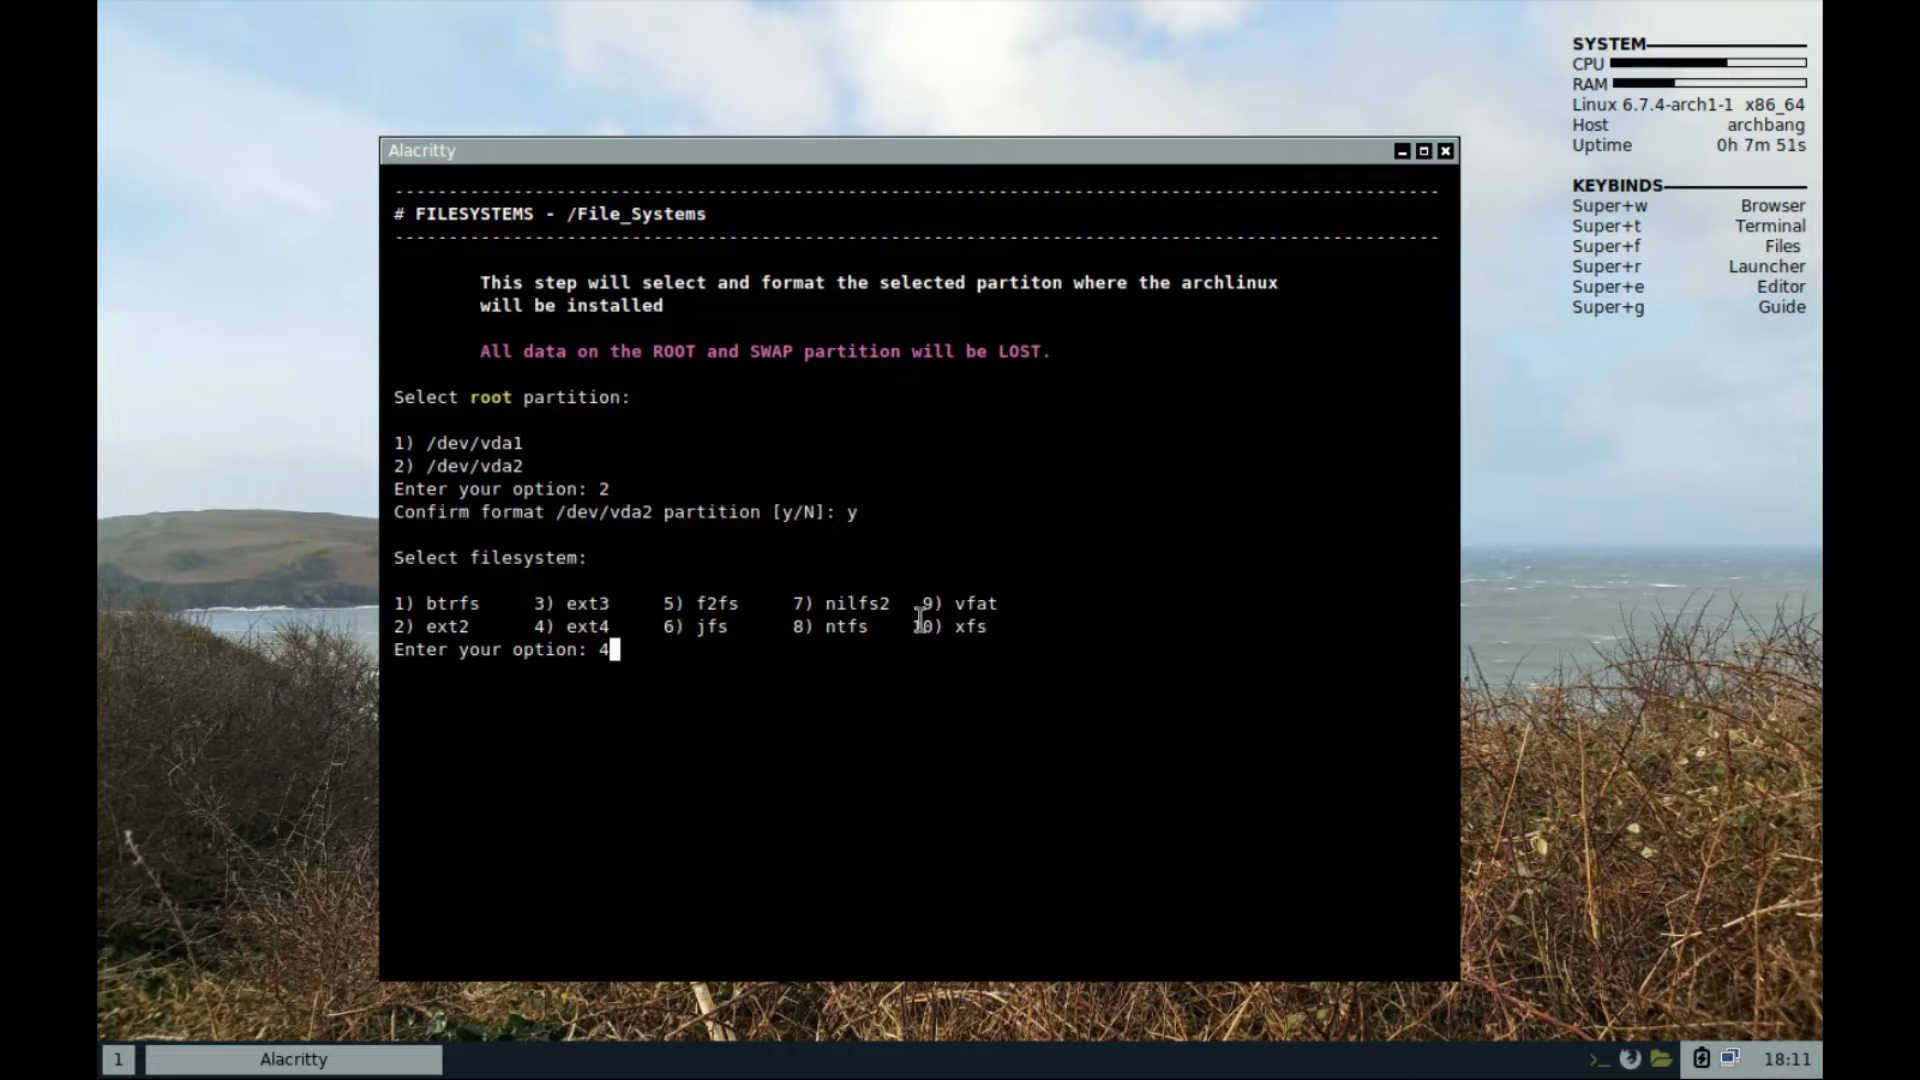 Alacritty
# FILESYSTEMS - /File_Systems
This step will select and format the selected partiton where the archlinux
will be installed
All data on the ROOT and SWAP partition will be LOST.
Select root partition:
1) /dev/vda1
2) /dev/vda2
Enter your option: 2
Confirm format /dev/vda2 partition [y/N]: y
Select filesystem:
1) btrfs 3) ext3 5) f2fs 7) nilfs2 9) vfat
2) ext2 4) ext4 6) jfs 8) ntfs 10) xfs
Enter your option: 4
SYSTEM
CPU
RAM
Linux 6.7.4-arch1-1 x86_64
Host archbang
Uptime 0h 7m 51s
KEYBINDS
Super+w Browser
Super+t Terminal
Super+f Files
Super+r Launcher
Super+e Editor
Super+g Guide
1 Alacritty 18:11